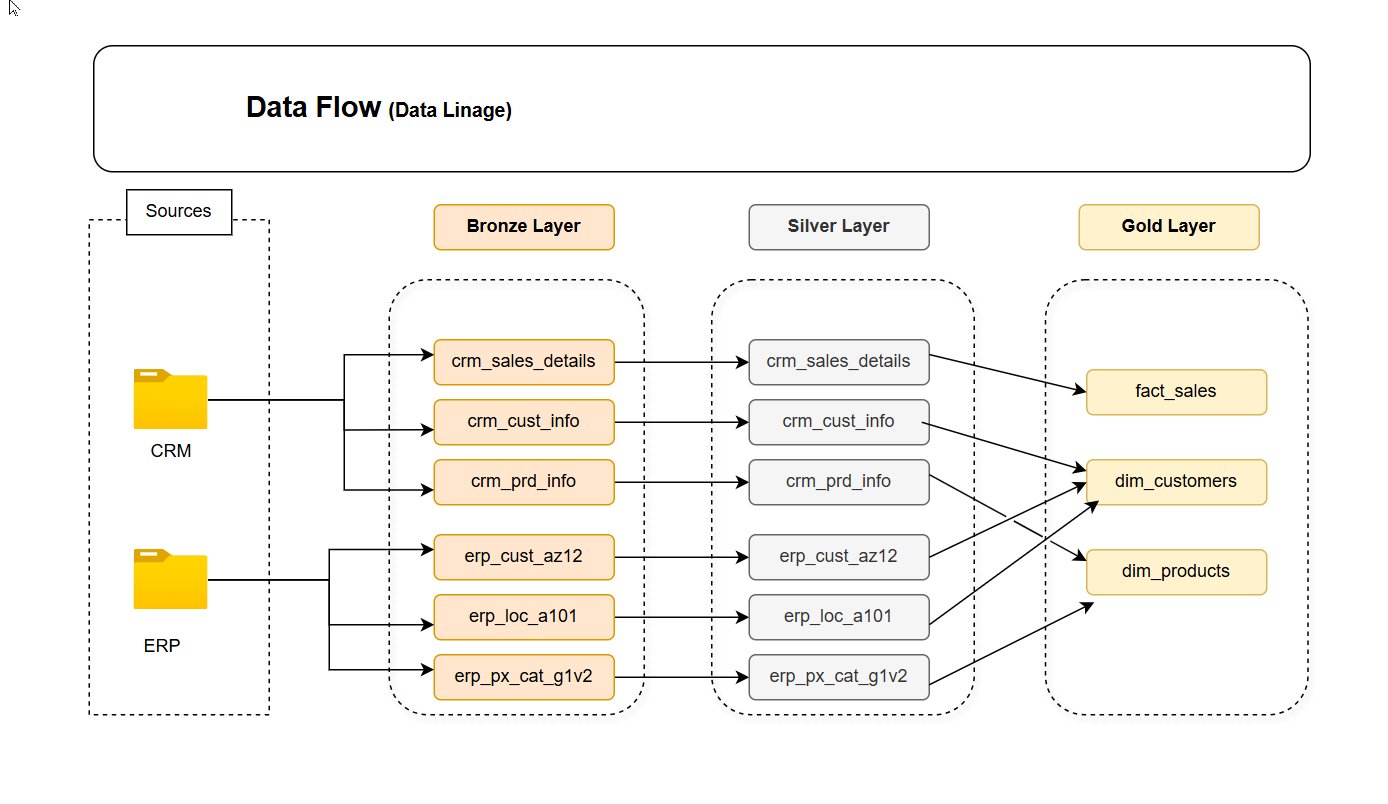 Data Flow (Data Linage)
Sources
CRM
ERP
Bronze Layer
crm_sales_details
crm_cust_info
crm_prd_info
erp_cust_az12
erp_loc_a101
erp_px_cat_g1v2
Silver Layer
crm_sales_details
crm_cust_info
crm_prd_info
erp_cust_az12
erp_loc_a101
erp_px_cat_g1v2
Gold Layer
fact_sales
dim_customers
dim_products